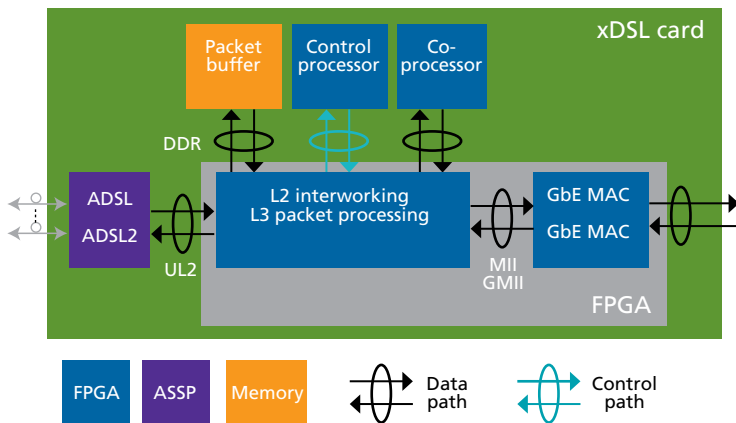 xDSL card
Packet
buffer
Control
processor
Co-
processor
DDR
ADSL
ADSL2
UL2
L2 interworking
L3 packet processing
MII
GMII
GbE MAC
GbE MAC
FPGA
FPGA
ASSP
Memory
Data
path
Control
path